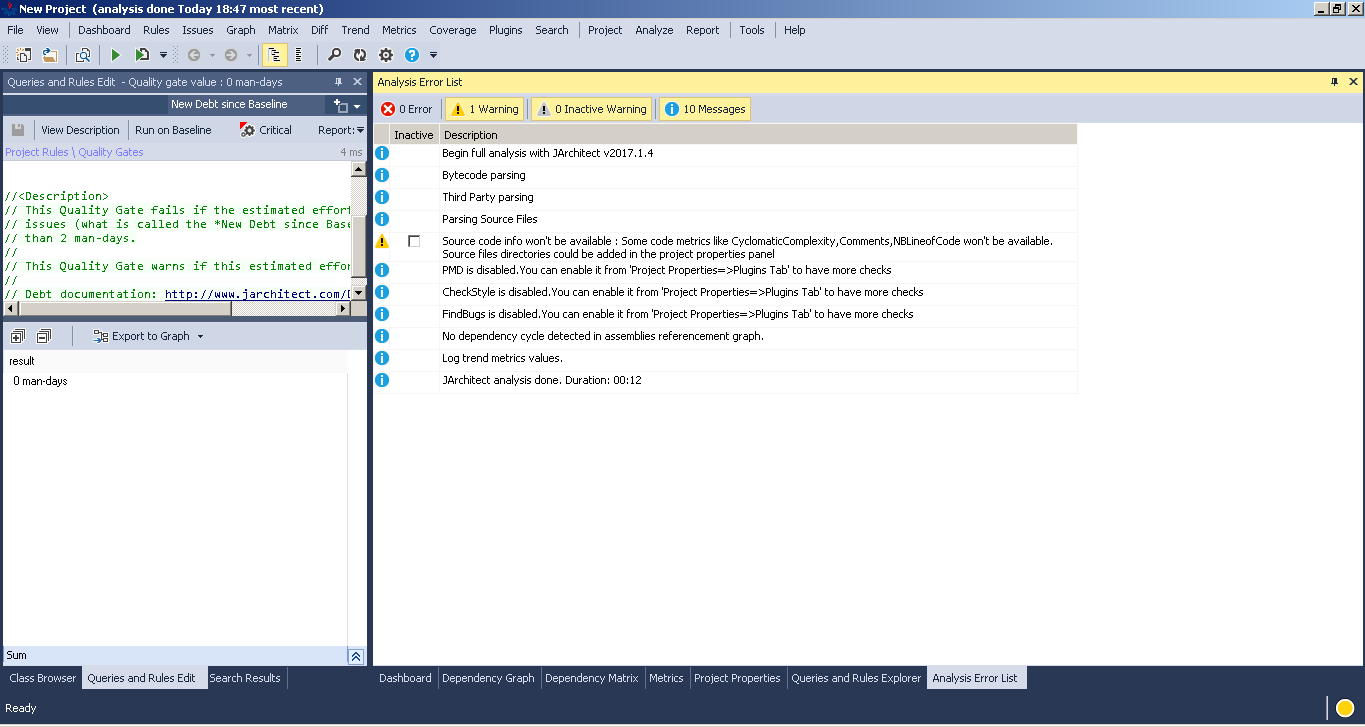 New Project  (analysis done Today 18:47 most recent)
File View Dashboard Rules Issues Graph Matrix Diff Trend Metrics Coverage Plugins Search Project Analyze Report Tools Help
Queries and Rules Edit  - Quality gate value : 0 man-days
New Debt since Baseline
View Description Run on Baseline Critical Report:
Project Rules \ Quality Gates 4 ms
//<Description>
// This Quality Gate fails if the estimated effor
// issues (what is called the *New Debt since Bas
// than 2 man-days.
//
// This Quality Gate warns if this estimated effo
//
// Debt documentation: http://www.jarchitect.com/
Export to Graph
result
0 man-days
Sum
Class Browser Queries and Rules Edit Search Results
Analysis Error List
0 Error 1 Warning 0 Inactive Warning 10 Messages
Inactive Description
Begin full analysis with JArchitect v2017.1.4
Bytecode parsing
Third Party parsing
Parsing Source Files
Source code info won't be available : Some code metrics like CyclomaticComplexity,Comments,NBLineofCode won't be available.
Source files directories could be added in the project properties panel
PMD is disabled.You can enable it from 'Project Properties=>Plugins Tab' to have more checks
CheckStyle is disabled.You can enable it from 'Project Properties=>Plugins Tab' to have more checks
FindBugs is disabled.You can enable it from 'Project Properties=>Plugins Tab' to have more checks
No dependency cycle detected in assemblies referencement graph.
Log trend metrics values.
JArchitect analysis done. Duration: 00:12
Dashboard Dependency Graph Dependency Matrix Metrics Project Properties Queries and Rules Explorer Analysis Error List
Ready